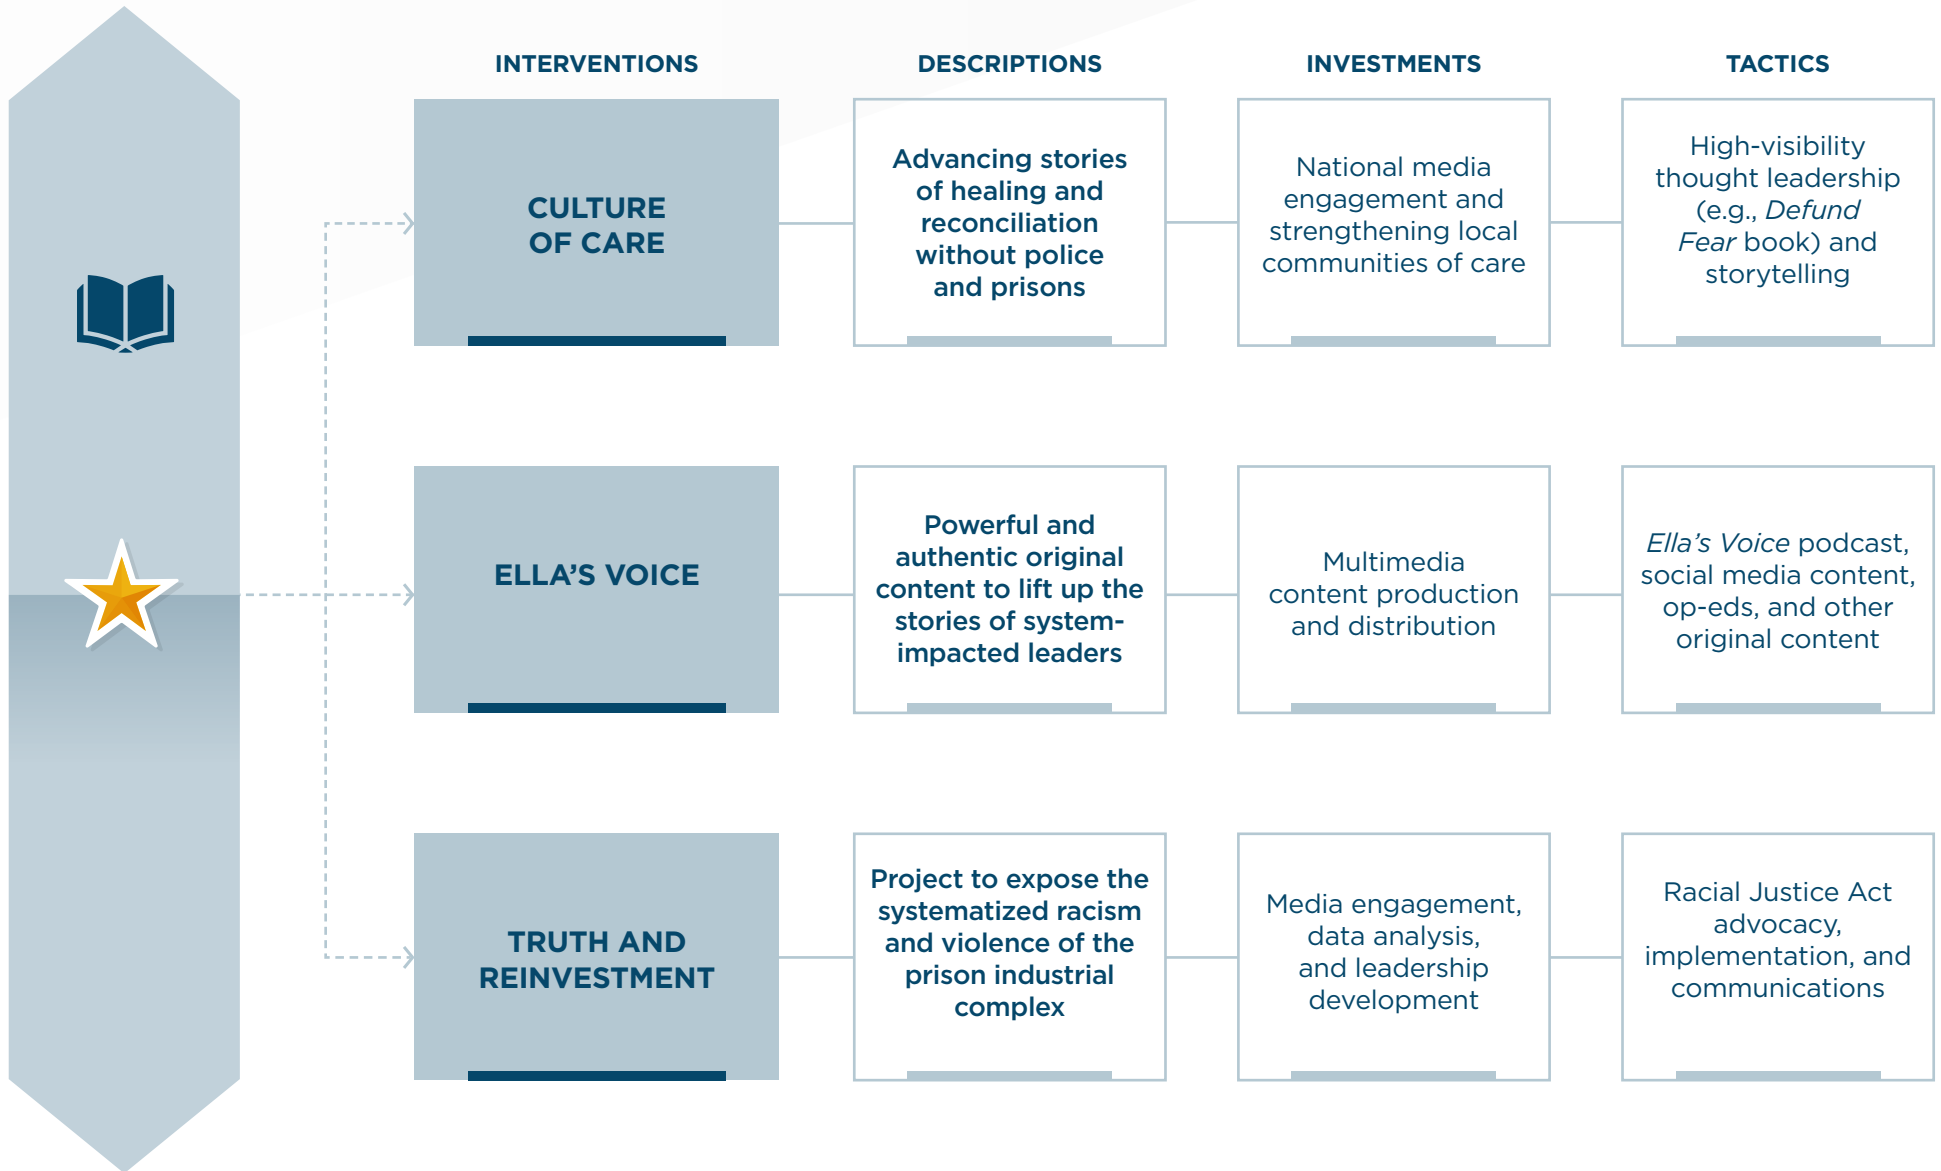 INTERVENTIONS
DESCRIPTIONS
INVESTMENTS
TACTICS
CULTURE
OF CARE
Advancing stories
of healing and
reconciliation
without police
and prisons
National media
engagement and
strengthening local
communities of care
High-visibility
thought leadership
(e.g., Defund
Fear book) and
storytelling
ELLA’S VOICE
Powerful and
authentic original
content to lift up the
stories of system-
impacted leaders
Multimedia
content production
and distribution
Ella’s Voice podcast,
social media content,
op-eds, and other
original content
TRUTH AND
REINVESTMENT
Project to expose the
systematized racism
and violence of the
prison industrial
complex
Media engagement,
data analysis,
and leadership
development
Racial Justice Act
advocacy,
implementation, and
communications